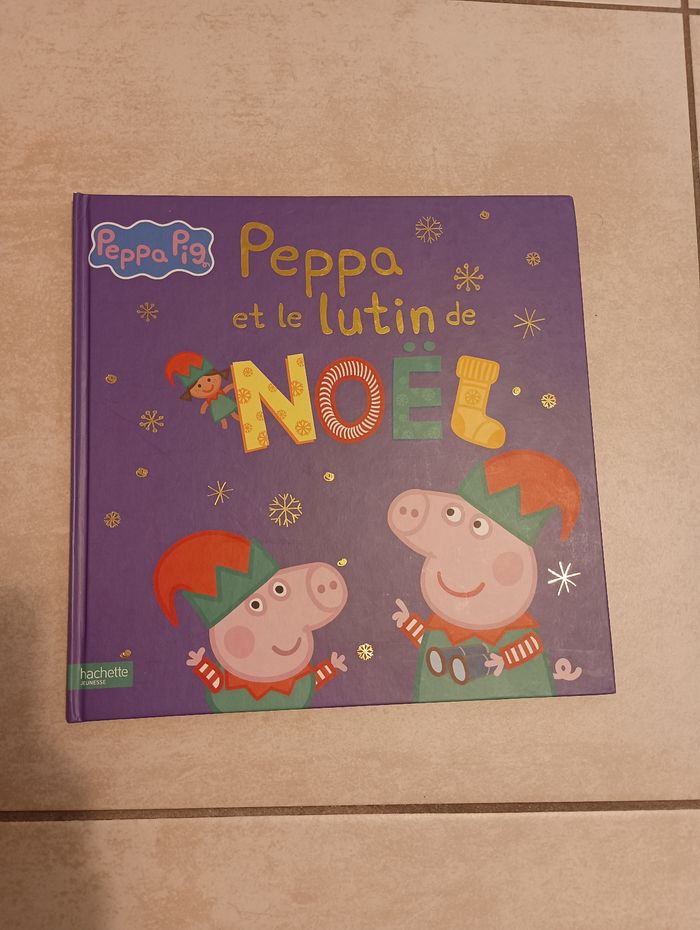 Peppa Pig
Peppa
et le lutin de
NOËL
hachette
JEUNESSE